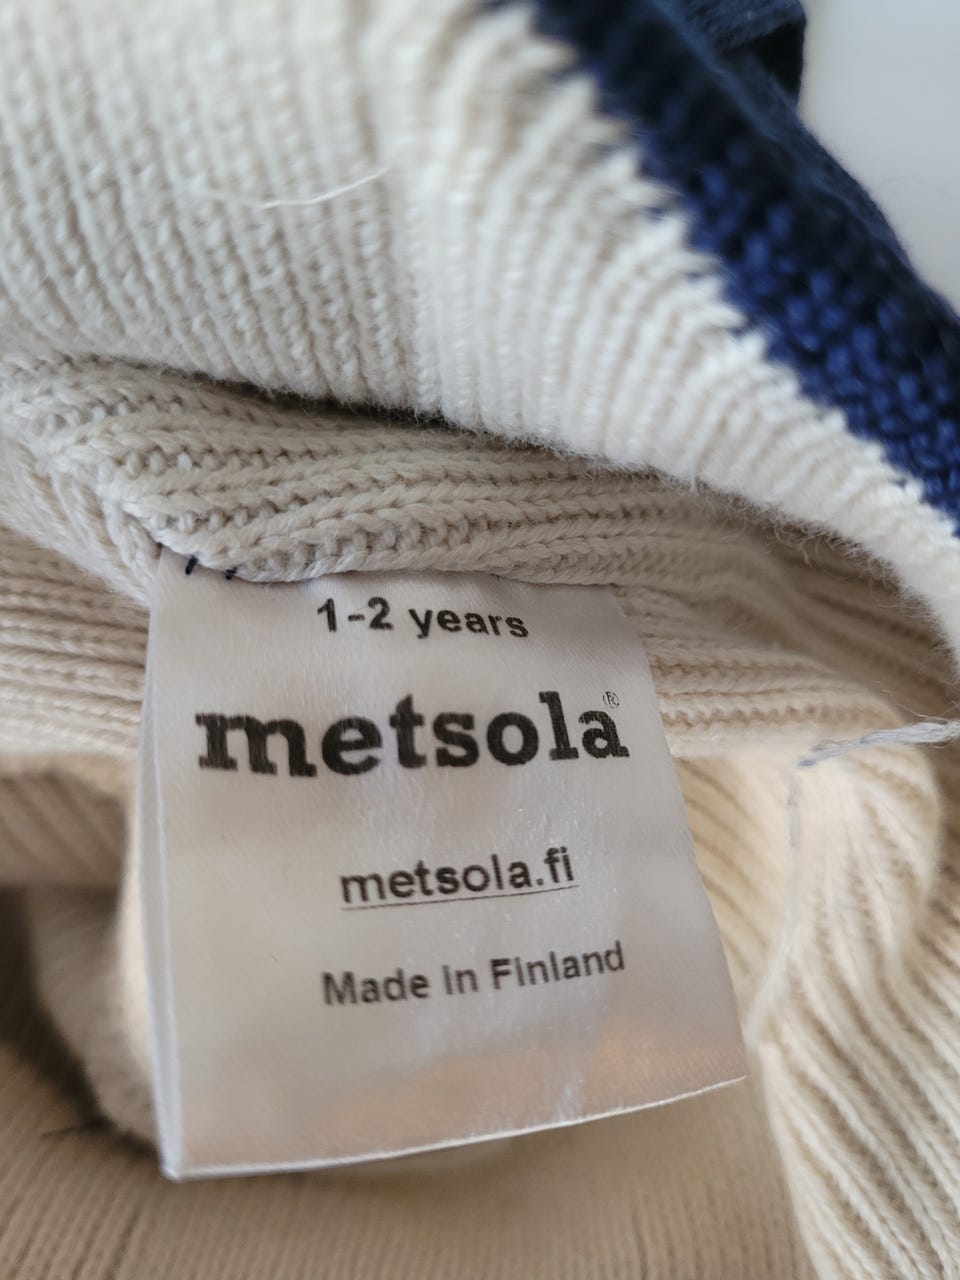 1-2 years
metsola®
metsola.fi
Made in Finland